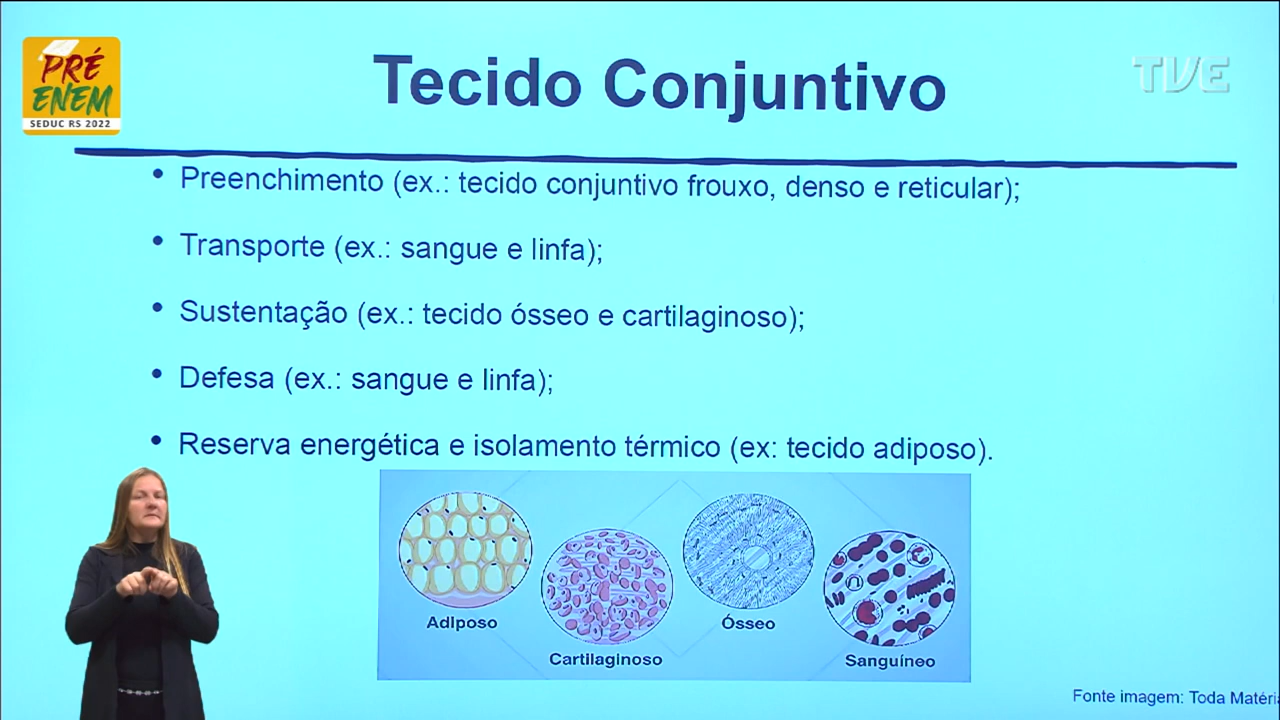 PRÉ
ENEM
SEDUC RS 2022
Tecido Conjuntivo
TVE
• Preenchimento (ex.: tecido conjuntivo frouxo, denso e reticular);
• Transporte (ex.: sangue e linfa);
• Sustentação (ex.: tecido ósseo e cartilaginoso);
• Defesa (ex.: sangue e linfa);
• Reserva energética e isolamento térmico (ex: tecido adiposo).
Adiposo
Cartilaginoso
Ósseo
Sanguíneo
Fonte imagem: Toda Matéri